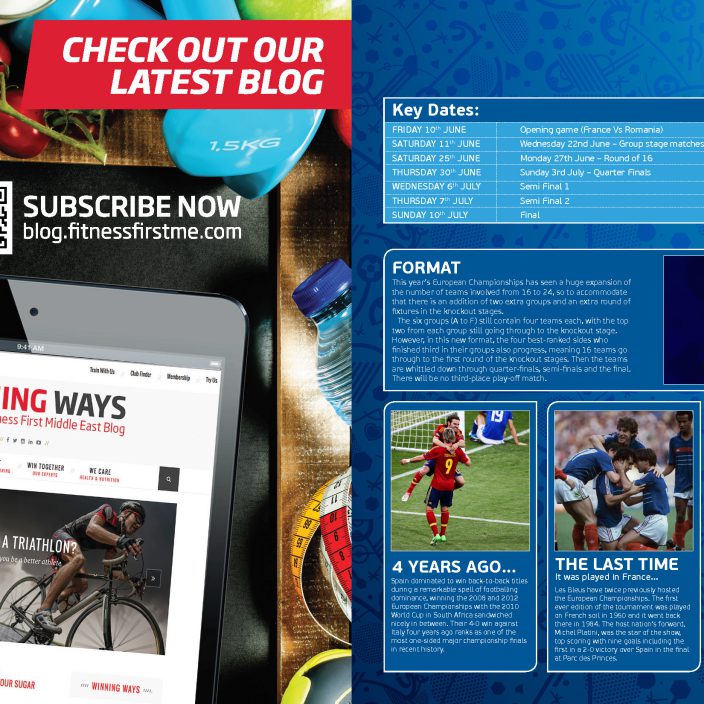 CHECK OUT OUR
LATEST BLOG
1.5KG
SUBSCRIBE NOW
blog.fitnessfirstme.com
9:41 AM
Train With Us
Club Finder
Membership
Try Us
ING WAYS
ness First Middle East Blog
WIN TOGETHER
OUR EXPERTS
WE CARE
HEALTH & NUTRITION
A TRIATHLON?
you be a better athlete
OUR SUGAR
WINNING WAYS
Key Dates:
FRIDAY 10th JUNE Opening game (France Vs Romania)
SATURDAY 11th JUNE Wednesday 22nd June – Group stage matches
SATURDAY 25th JUNE Monday 27th June – Round of 16
THURSDAY 30th JUNE Sunday 3rd July – Quarter Finals
WEDNESDAY 6th JULY Semi Final 1
THURSDAY 7th JULY Semi Final 2
SUNDAY 10th JULY Final
FORMAT
This year's European Championships has seen a huge expansion of
the number of teams involved from 16 to 24, so to accommodate
that there is an addition of two extra groups and an extra round of
fixtures in the knockout stages.
The six groups (A to F) still contain four teams each, with the top
two from each group still going through to the knockout stage.
However, in this new format, the four best-ranked sides who
finished third in their groups also progress, meaning 16 teams go
through to the first round of the knockout stages. Then the teams
are whittled down through quarter-finals, semi-finals and the final.
There will be no third-place play-off match.
9
19
4 YEARS AGO...
Spain dominated to win back-to-back titles
during a remarkable spell of footballing
dominance, winning the 2008 and 2012
European Championships with the 2010
World Cup in South Africa sandwiched
nicely in between. Their 4-0 win against
Italy four years ago ranks as one of the
most one-sided major championship finals
in recent history.
THE LAST TIME
It was played in France...
Les Bleus have twice previously hosted
the European Championships. The first
ever edition of the tournament was played
on French soil in 1960 and it went back
there in 1984. The host nation's forward,
Michel Platini, was the star of the show,
top scoring with nine goals including the
first in a 2-0 victory over Spain in the final
at Parc des Princes.